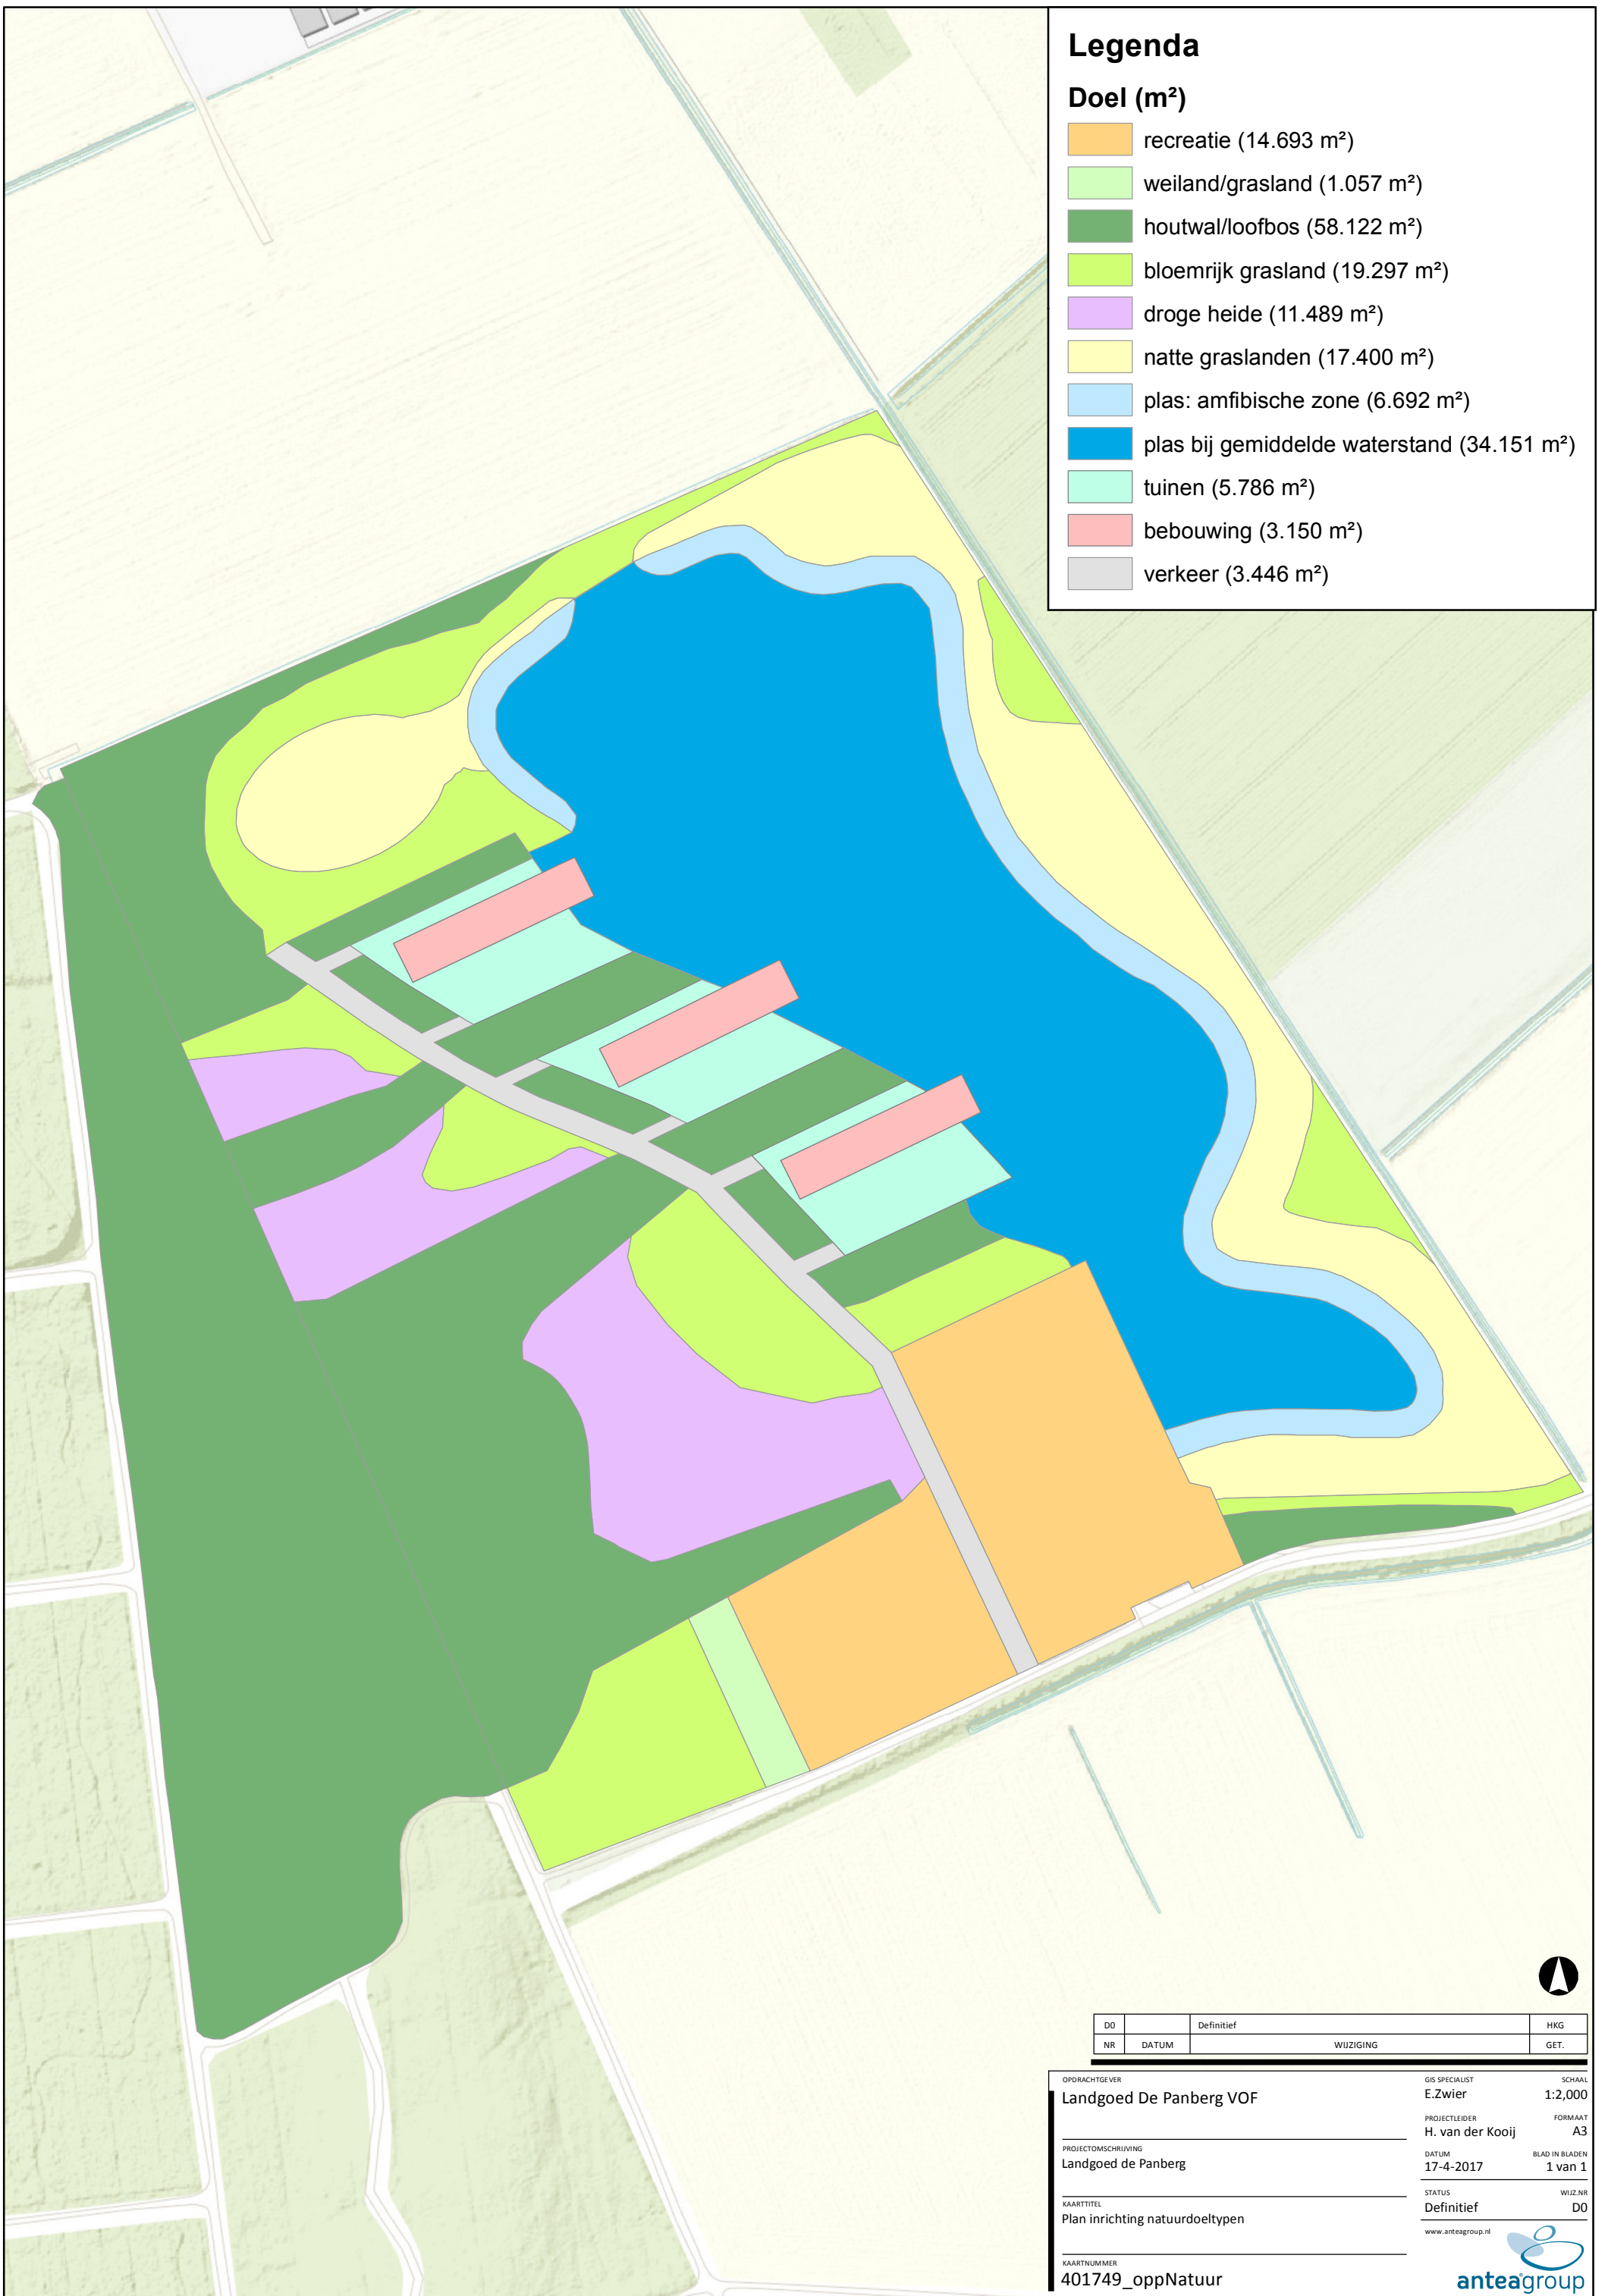 Legenda
Doel (m²)
recreatie (14.693 m²)
weiland/grasland (1.057 m²)
houtwal/loofbos (58.122 m²)
bloemrijk grasland (19.297 m²)
droge heide (11.489 m²)
natte graslanden (17.400 m²)
plas: amfibische zone (6.692 m²)
plas bij gemiddelde waterstand (34.151 m²)
tuinen (5.786 m²)
bebouwing (3.150 m²)
verkeer (3.446 m²)
D0 Definitief HKG
NR DATUM WIJZIGING GET.
OPDRACHTGEVER
Landgoed De Panberg VOF
PROJECTOMSCHRIJVING
Landgoed de Panberg
KAARTTITEL
Plan inrichting natuurdoeltypen
KAARTNUMMER
401749_oppNatuur
GIS SPECIALIST SCHAAL
E.Zwier 1:2,000
PROJECTLEIDER FORMAAT
H. van der Kooij A3
DATUM BLAD IN BLADEN
17-4-2017 1 van 1
STATUS WIJZ.NR
Definitief D0
www.anteagroup.nl
anteagroup